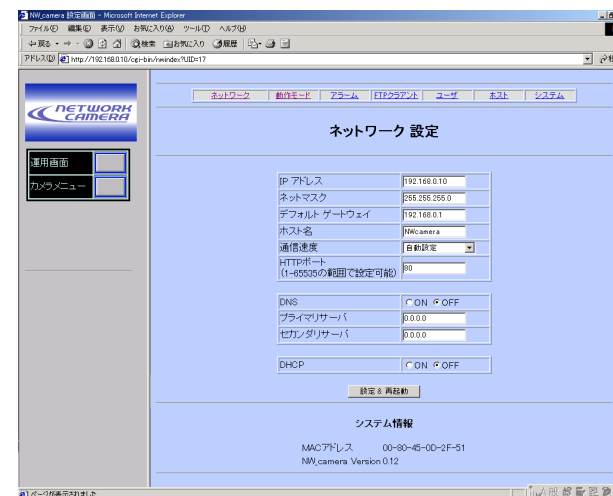 NW_camera 設定画面 - Microsoft Internet Explorer
ファイル(F) 編集(E) 表示(V) お気に入り(A) ツール(T) ヘルプ(H)
戻る 検索 お気に入り 履歴
アドレス(D) http://192.168.0.10/cgi-bin/nwindex?UID=17
ネットワーク 動作モード アラーム FTPクライアント ユーザ ホスト システム
NETWORK
CAMERA
運用画面
カメラメニュー
ネットワーク 設定
IP アドレス 192.168.0.10
ネットマスク 255.255.255.0
デフォルト ゲートウェイ 192.168.0.1
ホスト名 NWcamera
通信速度 自動設定
HTTPポート
(1-65535の範囲で設定可能) 80
DNS ON OFF
プライマリサーバ 0.0.0.0
セカンダリサーバ 0.0.0.0
DHCP ON OFF
設定 & 再起動
システム情報
MACアドレス 00-80-45-0D-2F-51
NW_camera Version 0.12
ページが表示されました